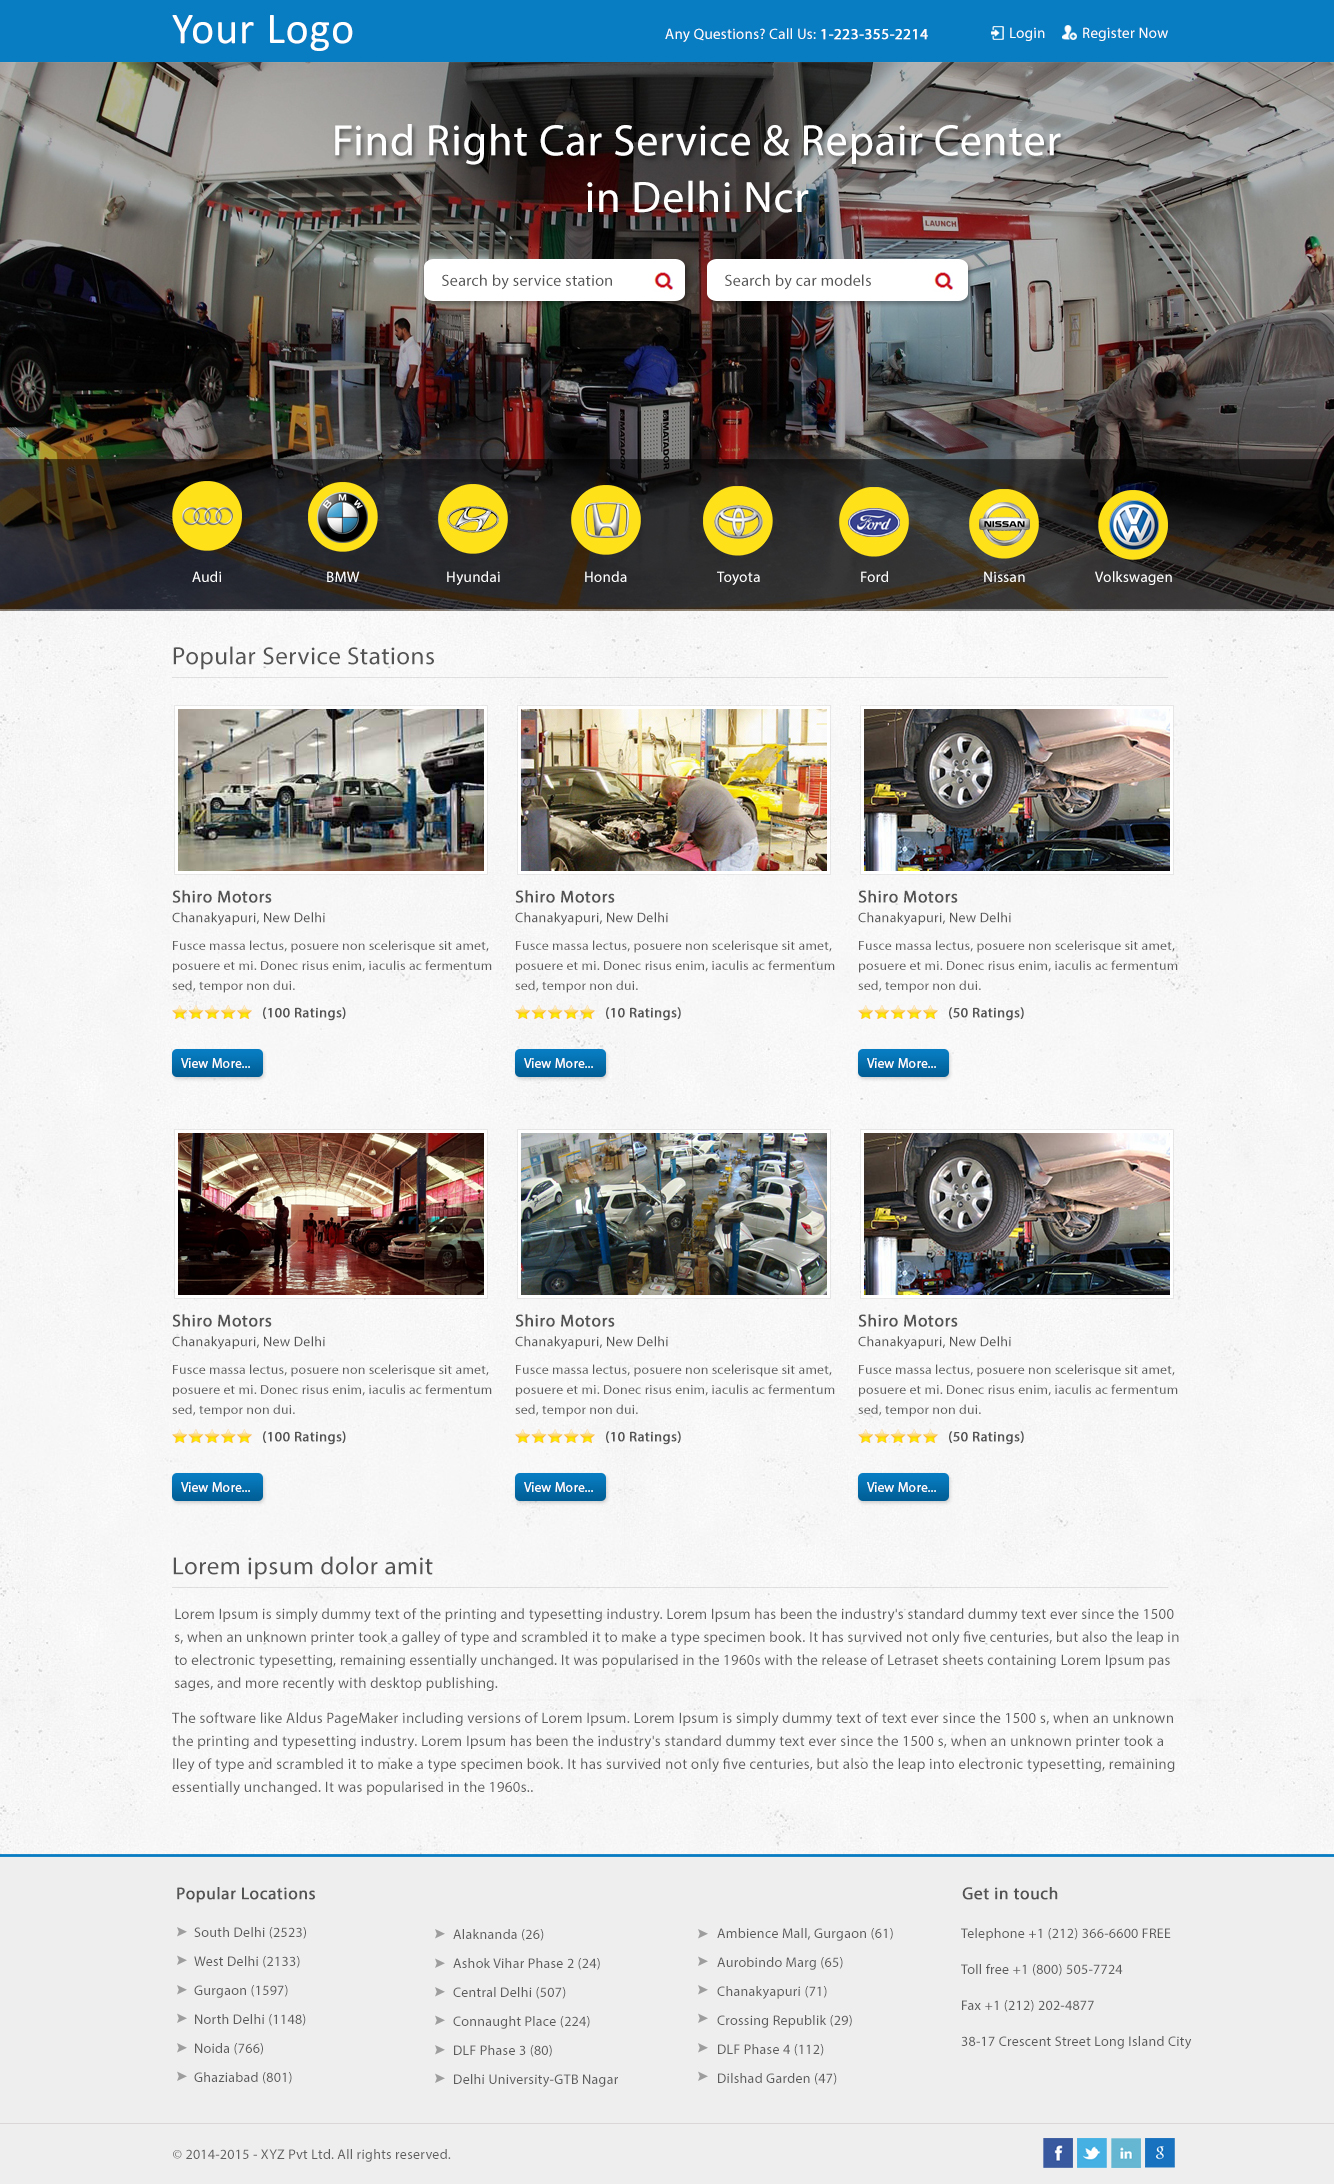 Your Logo
Any Questions? Call Us: 1-223-355-2214
Login
Register Now
Find Right Car Service & Repair Center
in Delhi Ncr
LAUNCH
Search by service station
Search by car models
MATADOR
MATADOR
BMW
Ford
NISSAN
Audi
BMW
Hyundai
Honda
Toyota
Ford
Nissan
Volkswagen
Popular Service Stations
Shiro Motors
Chanakyapuri, New Delhi
Fusce massa lectus, posuere non scelerisque sit amet,
posuere et mi. Donec risus enim, iaculis ac fermentum
sed, tempor non dui.
(100 Ratings)
View More...
Shiro Motors
Chanakyapuri, New Delhi
Fusce massa lectus, posuere non scelerisque sit amet,
posuere et mi. Donec risus enim, iaculis ac fermentum
sed, tempor non dui.
(10 Ratings)
View More...
Shiro Motors
Chanakyapuri, New Delhi
Fusce massa lectus, posuere non scelerisque sit amet,
posuere et mi. Donec risus enim, iaculis ac fermentum
sed, tempor non dui.
(50 Ratings)
View More...
Shiro Motors
Chanakyapuri, New Delhi
Fusce massa lectus, posuere non scelerisque sit amet,
posuere et mi. Donec risus enim, iaculis ac fermentum
sed, tempor non dui.
(100 Ratings)
View More...
Shiro Motors
Chanakyapuri, New Delhi
Fusce massa lectus, posuere non scelerisque sit amet,
posuere et mi. Donec risus enim, iaculis ac fermentum
sed, tempor non dui.
(10 Ratings)
View More...
Shiro Motors
Chanakyapuri, New Delhi
Fusce massa lectus, posuere non scelerisque sit amet,
posuere et mi. Donec risus enim, iaculis ac fermentum
sed, tempor non dui.
(50 Ratings)
View More...
Lorem ipsum dolor amit
Lorem Ipsum is simply dummy text of the printing and typesetting industry. Lorem Ipsum has been the industry's standard dummy text ever since the 1500
s, when an unknown printer took a galley of type and scrambled it to make a type specimen book. It has survived not only five centuries, but also the leap in
to electronic typesetting, remaining essentially unchanged. It was popularised in the 1960s with the release of Letraset sheets containing Lorem Ipsum pas
sages, and more recently with desktop publishing.
The software like Aldus PageMaker including versions of Lorem Ipsum. Lorem Ipsum is simply dummy text of text ever since the 1500 s, when an unknown
the printing and typesetting industry. Lorem Ipsum has been the industry's standard dummy text ever since the 1500 s, when an unknown printer took a
lley of type and scrambled it to make a type specimen book. It has survived not only five centuries, but also the leap into electronic typesetting, remaining
essentially unchanged. It was popularised in the 1960s..
Popular Locations
South Delhi (2523)
West Delhi (2133)
Gurgaon (1597)
North Delhi (1148)
Noida (766)
Ghaziabad (801)
Alaknanda (26)
Ashok Vihar Phase 2 (24)
Central Delhi (507)
Connaught Place (224)
DLF Phase 3 (80)
Delhi University-GTB Nagar
Ambience Mall, Gurgaon (61)
Aurobindo Marg (65)
Chanakyapuri (71)
Crossing Republik (29)
DLF Phase 4 (112)
Dilshad Garden (47)
Get in touch
Telephone +1 (212) 366-6600 FREE
Toll free +1 (800) 505-7724
Fax +1 (212) 202-4877
38-17 Crescent Street Long Island City
© 2014-2015 - XYZ Pvt Ltd. All rights reserved.
f
in
g